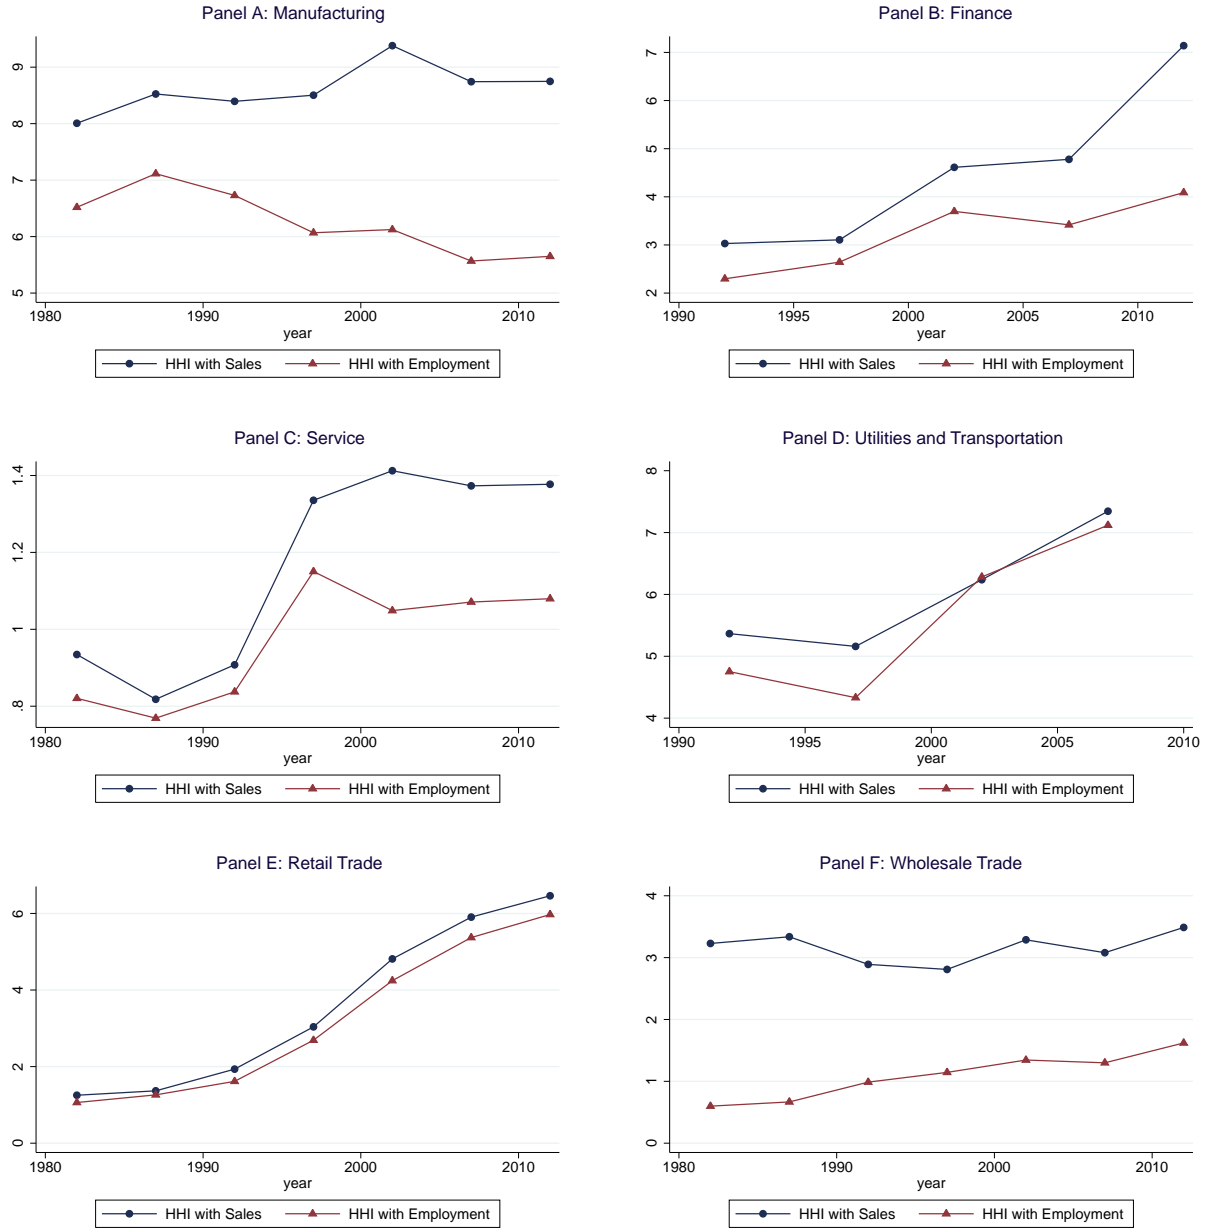 Panel A: Manufacturing
9
8
7
6
5
1980 1990 2000 2010
year
HHI with Sales HHI with Employment
Panel B: Finance
7
6
5
4
3
2
1990 1995 2000 2005 2010
year
HHI with Sales HHI with Employment
Panel C: Service
1.4
1.2
1
.8
1980 1990 2000 2010
year
HHI with Sales HHI with Employment
Panel D: Utilities and Transportation
8
7
6
5
4
1990 1995 2000 2005 2010
year
HHI with Sales HHI with Employment
Panel E: Retail Trade
6
4
2
0
1980 1990 2000 2010
year
HHI with Sales HHI with Employment
Panel F: Wholesale Trade
4
3
2
1
0
1980 1990 2000 2010
year
HHI with Sales HHI with Employment